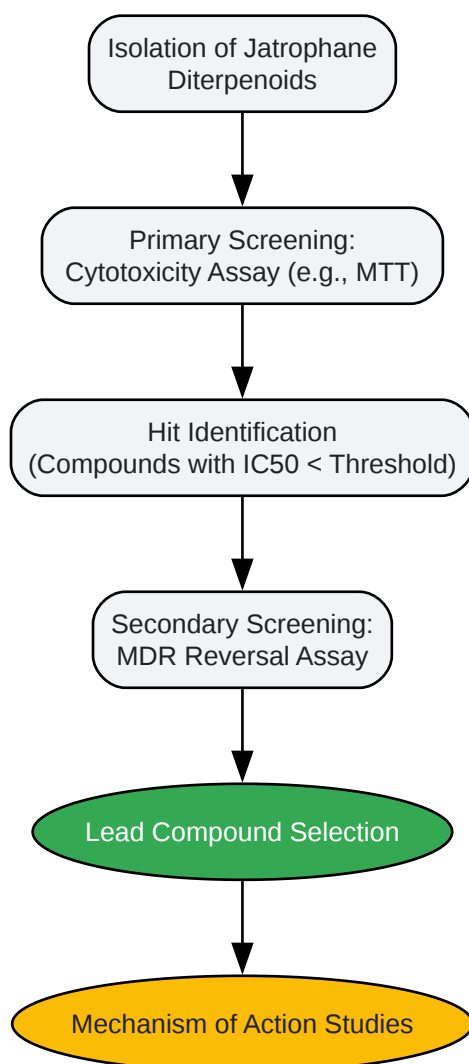 Isolation of Jatrophane
Diterpenoids
Primary Screening:
Cytotoxicity Assay (e.g., MTT)
Hit Identification
(Compounds with IC50 < Threshold)
Secondary Screening:
MDR Reversal Assay
Lead Compound Selection
Mechanism of Action Studies